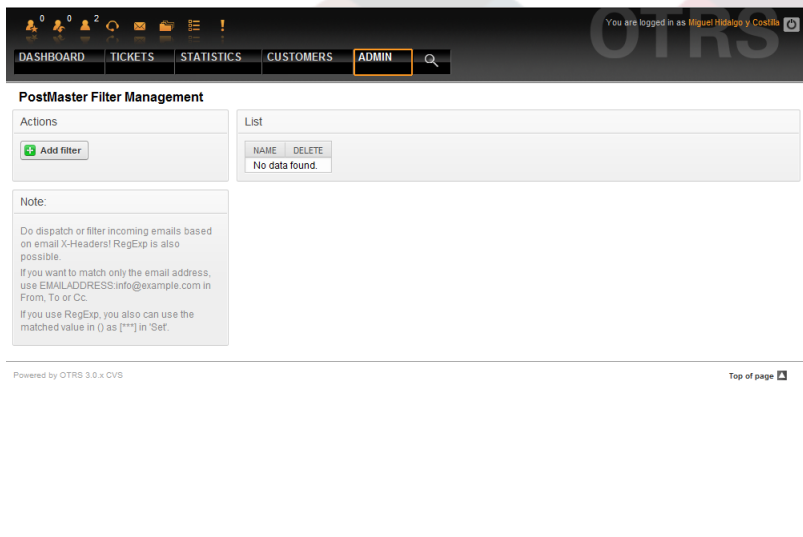 OTRS
0 0 2
You are logged in as Miguel Hidalgo y Costilla
DASHBOARD TICKETS STATISTICS CUSTOMERS ADMIN
PostMaster Filter Management
Actions
Add filter
List
NAME DELETE
No data found.
Note:
Do dispatch or filter incoming emails based
on email X-Headers! RegExp is also
possible.
If you want to match only the email address,
use EMAILADDRESS:info@example.com in
From, To or Cc.
If you use RegExp, you also can use the
matched value in () as [***] in 'Set'.
Powered by OTRS 3.0.x CVS
Top of page